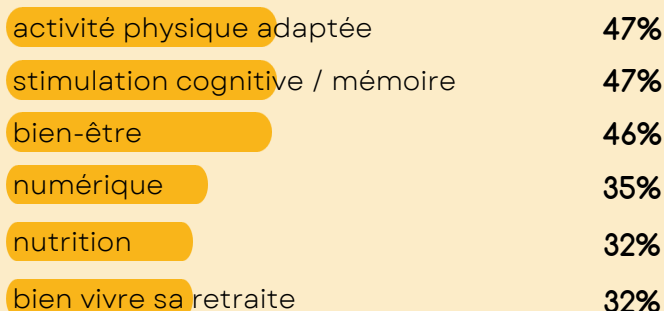 activité physique adaptée 47%
stimulation cognitive / mémoire 47%
bien-être 46%
numérique 35%
nutrition 32%
bien vivre sa retraite 32%